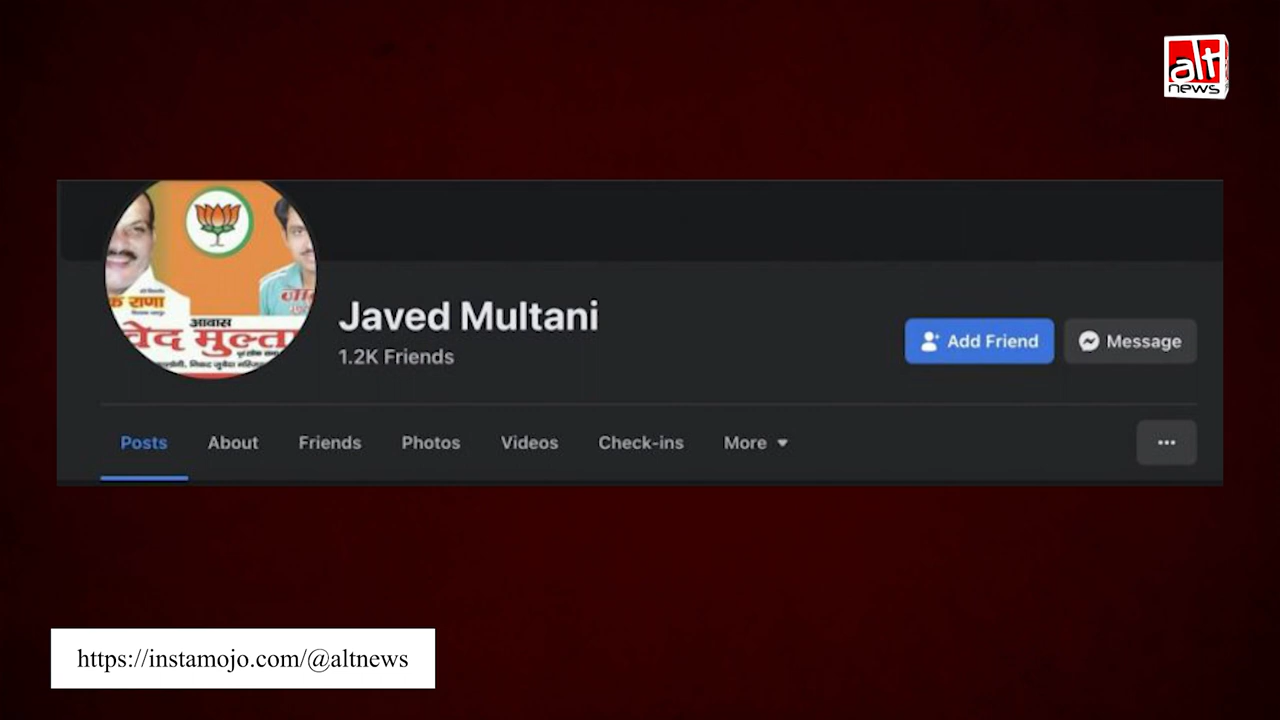 alt
news
राणा
आवास
Javed Multani
1.2K Friends
Add Friend
Message
Posts
About
Friends
Photos
Videos
Check-ins
More
https://instamojo.com/@altnews